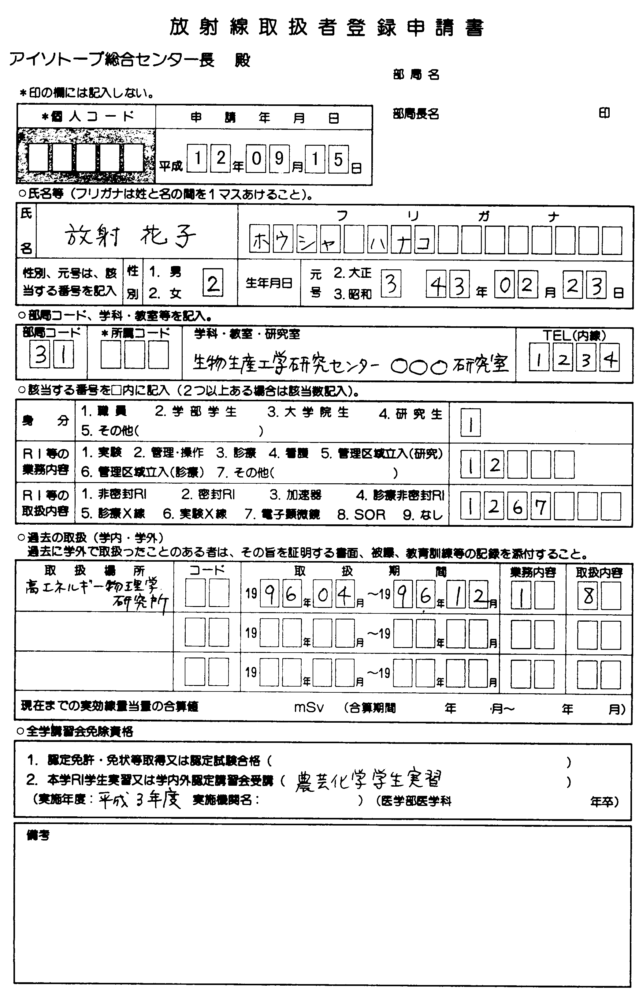 放射線取扱者登録申請書
アイソトープ総合センター長 殿
部局名
*印の欄には記入しない。
部局長名 印
*個人コード 申請年月日
平成12年09月15日
○氏名等（フリガナは姓と名の間を1マスあけること）。
氏名 放射 花子
フリガナ
ホウシャ ハナコ
性別、元号は、該当する番号を記入
性別 1. 男 2. 女 2
生年月日 元号 2. 大正 3. 昭和 3 43年02月23日
○部局コード、学科・教室等を記入。
部局コード *所属コード 学科・教室・研究室 TEL(内線)
31 生物生産工学研究センター ○○○研究室 1234
○該当する番号を□内に記入（2つ以上ある場合は該当数記入）。
身分 1. 職員 2. 学部学生 3. 大学院生 4. 研究生 1
5. その他( )
RI等の業務内容 1. 実験 2. 管理・操作 3. 診療 4. 看護 5. 管理区域立入(研究) 12
6. 管理区域立入(診療) 7. その他( )
RI等の取扱内容 1. 非密封RI 2. 密封RI 3. 加速器 4. 診療非密封RI 1267
5. 診療X線 6. 実験X線 7. 電子顕微鏡 8. SOR 9. なし
○過去の取扱（学内・学外）
過去に学外で取扱ったことのある者は、その旨を証明する書面、被曝、教育訓練等の記録を添付すること。
取扱場所 コード 取扱期間 業務内容 取扱内容
高エネルギー物理学研究所 1996年04月～1996年12月 1 8
19 年 月～19 年 月
19 年 月～19 年 月
現在までの実効線量当量の合算値 mSv （合算期間 年 月～ 年 月）
○全学講習会免除資格
1. 認定免許・免状等取得又は認定試験合格（ ）
2. 本学RI学生実習又は学内外認定講習会受講（ 農芸化学学生実習 ）
（実施年度：平成3年度 実施機関名： ）（医学部医学科 年卒）
備考